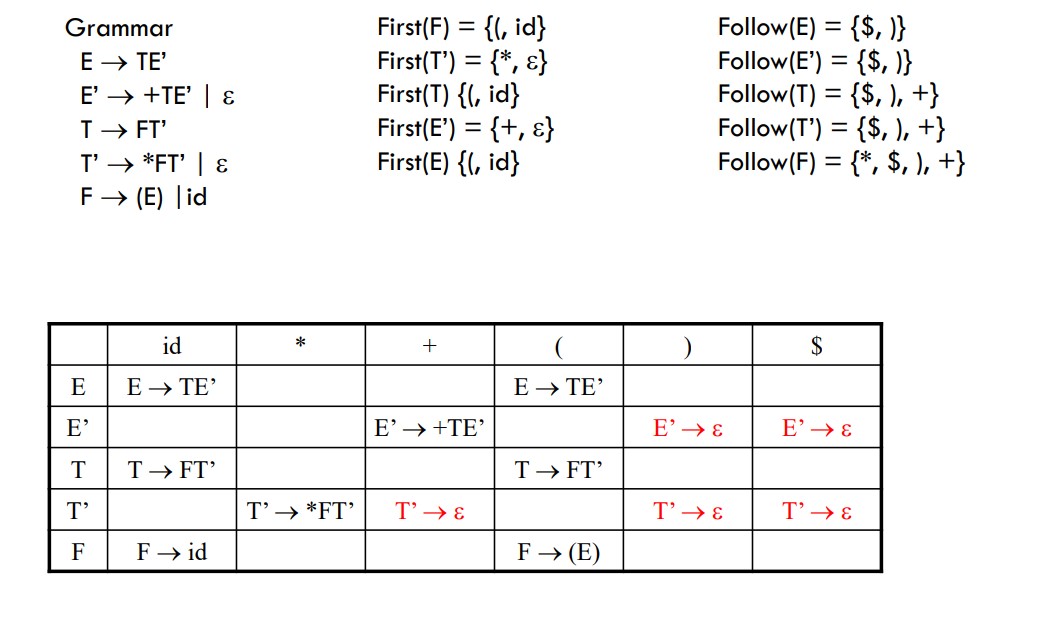 Grammar
E → TE’
E’ → +TE’ | ε
T → FT’
T’ → *FT’ | ε
F → (E) |id
First(F) = {(, id}
First(T’) = {*, ε}
First(T) {(, id}
First(E’) = {+, ε}
First(E) {(, id}
Follow(E) = {$, )}
Follow(E’) = {$, )}
Follow(T) = {$, ), +}
Follow(T’) = {$, ), +}
Follow(F) = {*, $, ), +}
id * + ( ) $
E E → TE’ E → TE’
E’ E’ → +TE’ E’ → ε E’ → ε
T T → FT’ T → FT’
T’ T’ → *FT’ T’ → ε T’ → ε T’ → ε
F F → id F → (E)